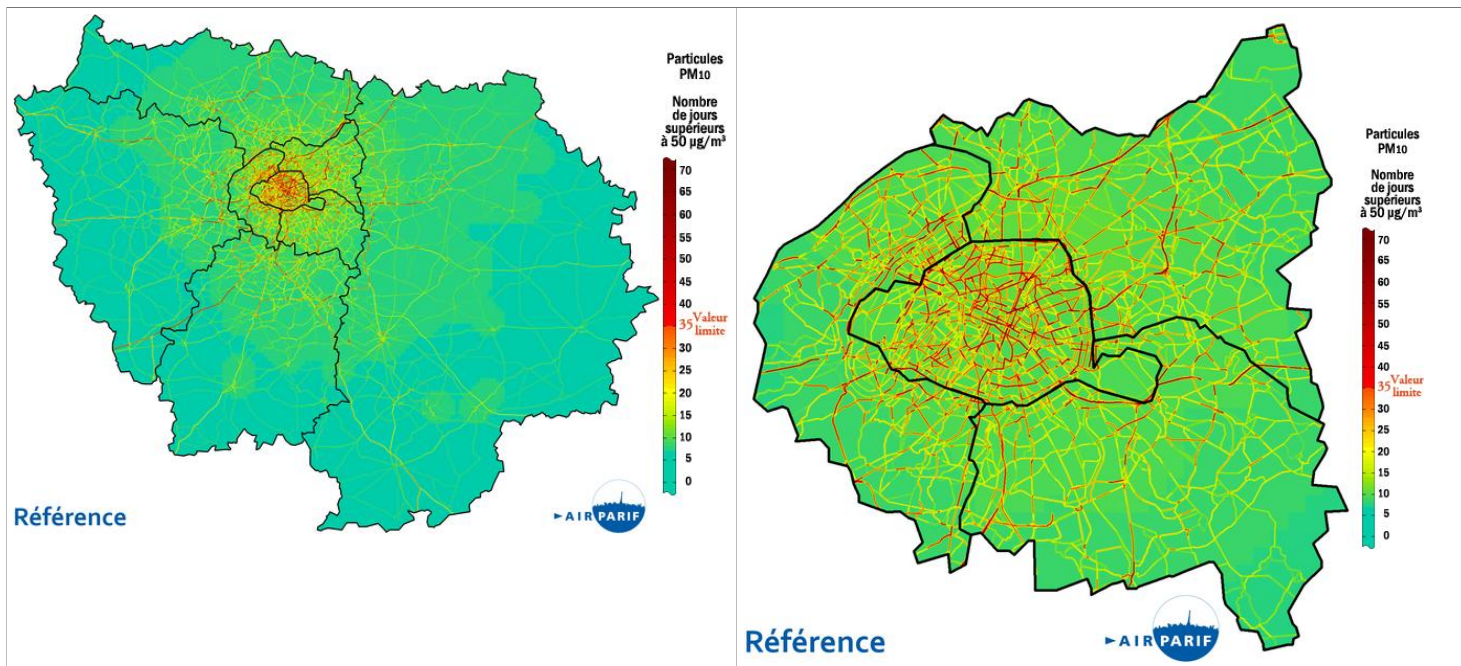 Particules
PM10
Nombre
de jours
supérieurs
à 50 µg/m³
70
65
60
55
50
45
40
35 Valeur
limite
30
25
20
15
10
5
0
Référence
AIRPARIF
Particules
PM10
Nombre
de jours
supérieurs
à 50 µg/m³
70
65
60
55
50
45
40
35 Valeur
limite
30
25
20
15
10
5
0
Référence
AIRPARIF